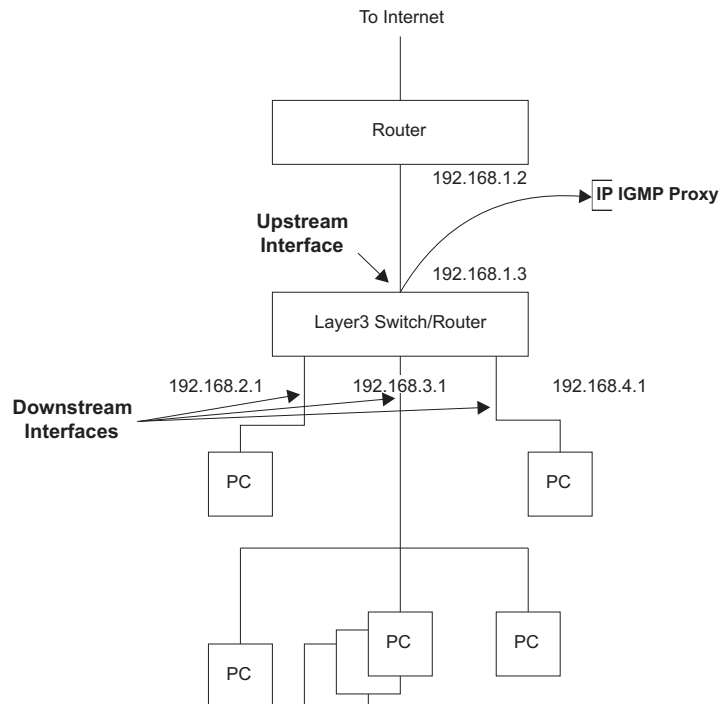 To Internet
Router
192.168.1.2
IP IGMP Proxy
Upstream
Interface
192.168.1.3
Layer3 Switch/Router
192.168.2.1
192.168.3.1
192.168.4.1
Downstream
Interfaces
PC
PC
PC
PC
PC